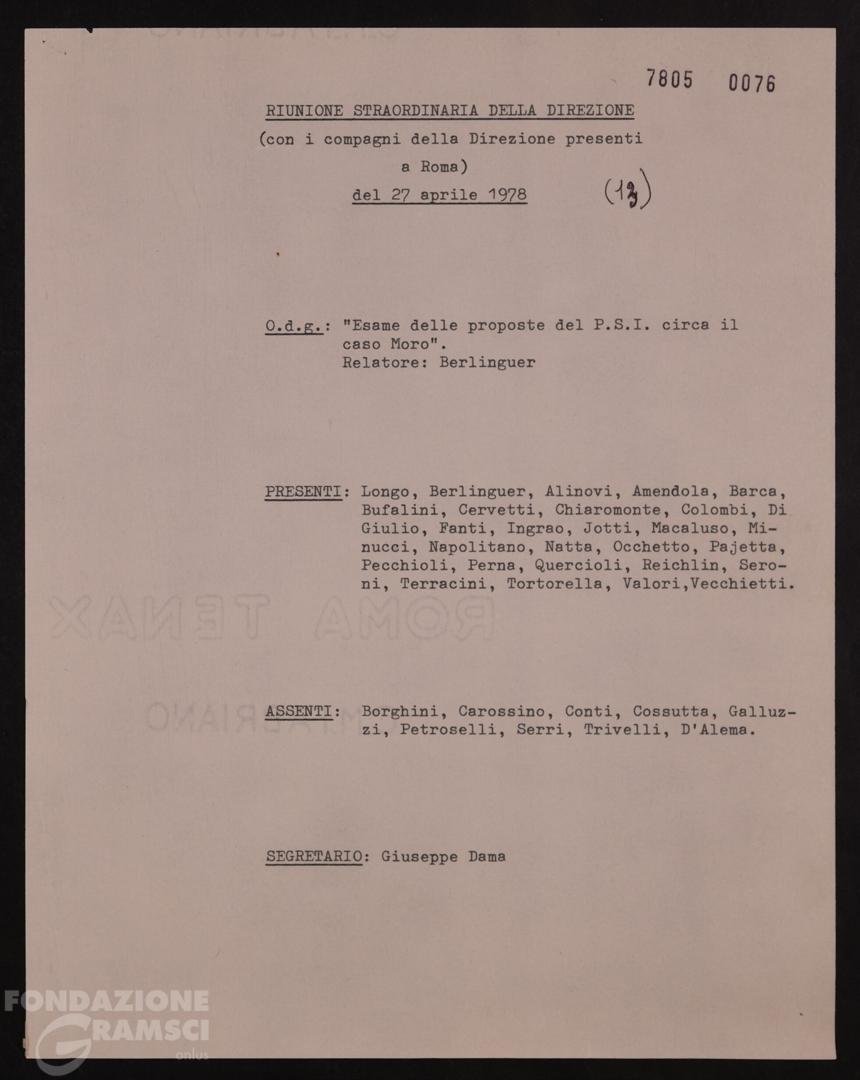 7805 0076
RIUNIONE STRAORDINARIA DELLA DIREZIONE
(con i compagni della Direzione presenti
a Roma)
del 27 aprile 1978 (13)
O.d.g.: "Esame delle proposte del P.S.I. circa il
caso Moro".
Relatore: Berlinguer
PRESENTI: Longo, Berlinguer, Alinovi, Amendola, Barca,
Bufalini, Cervetti, Chiaromonte, Colombi, Di
Giulio, Fanti, Ingrao, Jotti, Macaluso, Mi-
nucci, Napolitano, Natta, Occhetto, Pajetta,
Pecchioli, Perna, Quercioli, Reichlin, Sero-
ni, Terracini, Tortorella, Valori,Vecchietti.
ROMA TENAX
ASSENTI: Borghini, Carossino, Conti, Cossutta, Galluz-
zi, Petroselli, Serri, Trivelli, D'Alema.
SEGRETARIO: Giuseppe Dama
FONDAZIONE
GRAMSCI
onlus